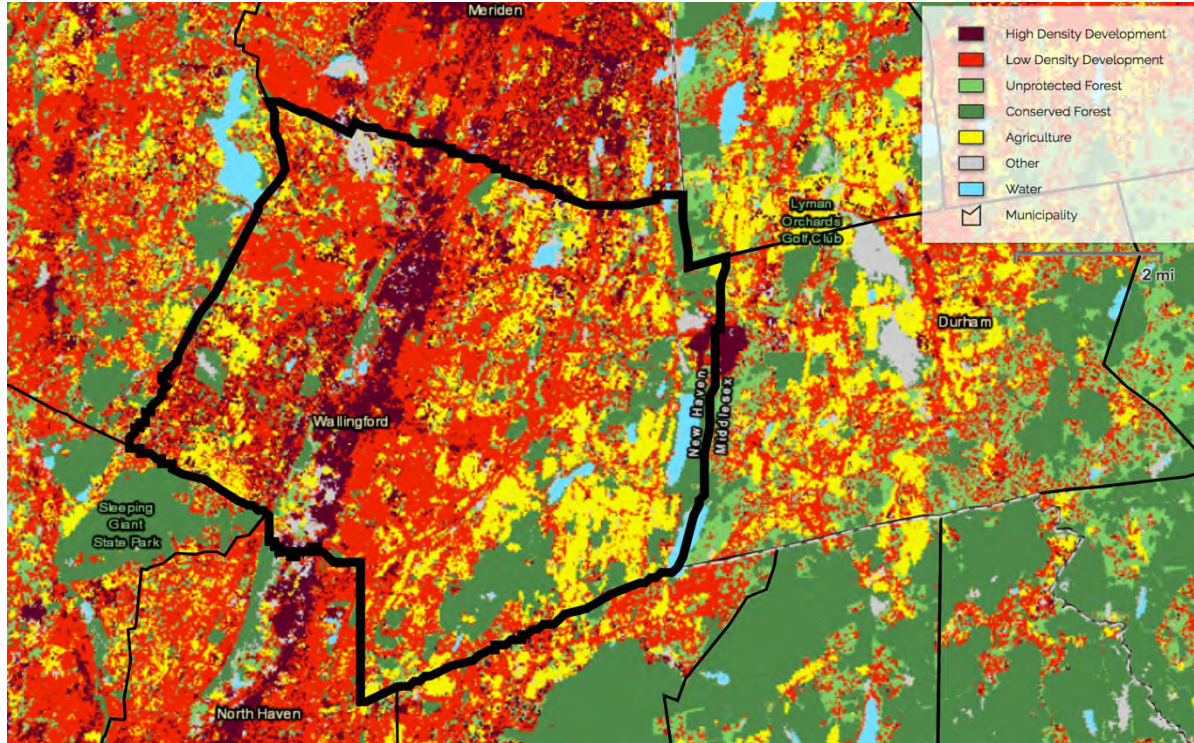 Meriden
High Density Development
Low Density Development
Unprotected Forest
Conserved Forest
Agriculture
Other
Water
Municipality
Lyman
Orchards
Golf Club
2 mi
Durham
New Haven
Middlesex
Wallingford
Sleeping
Giant
State Park
North Haven